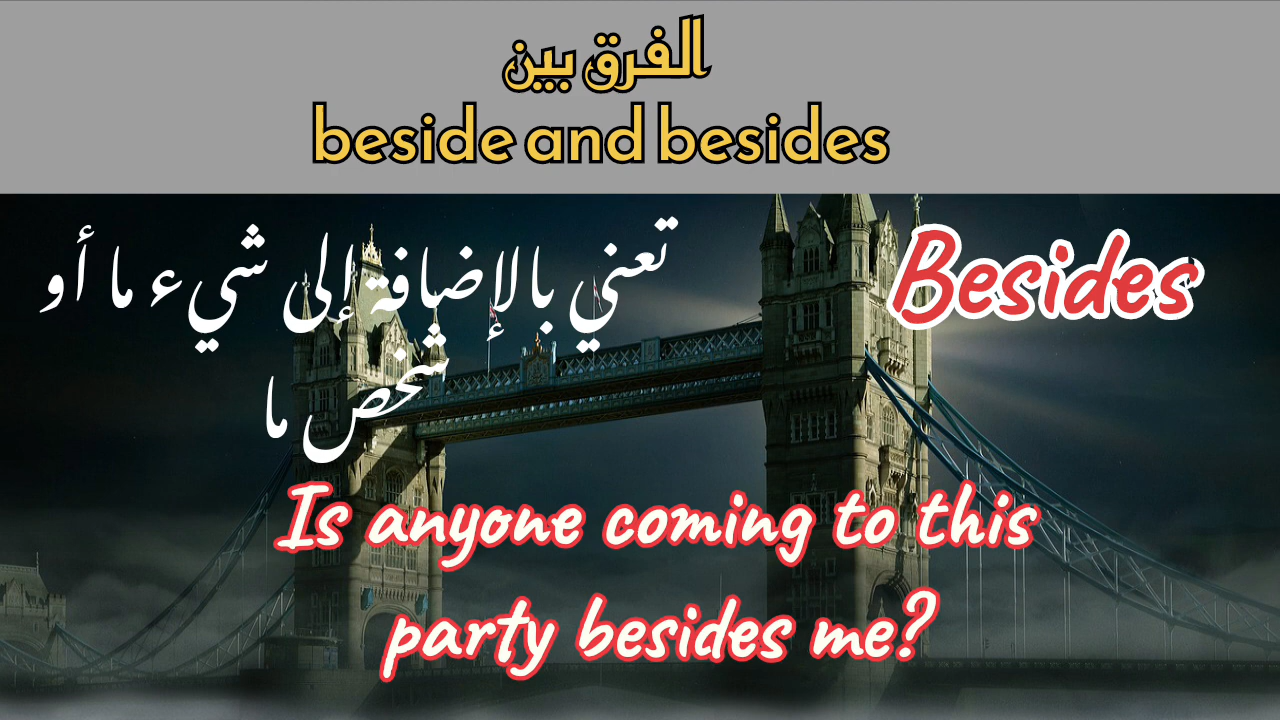 الفرق بين
beside and besides
Besides
تعني بالإضافة إلى شيء ما أو
شخص ما
Is anyone coming to this
party besides me?